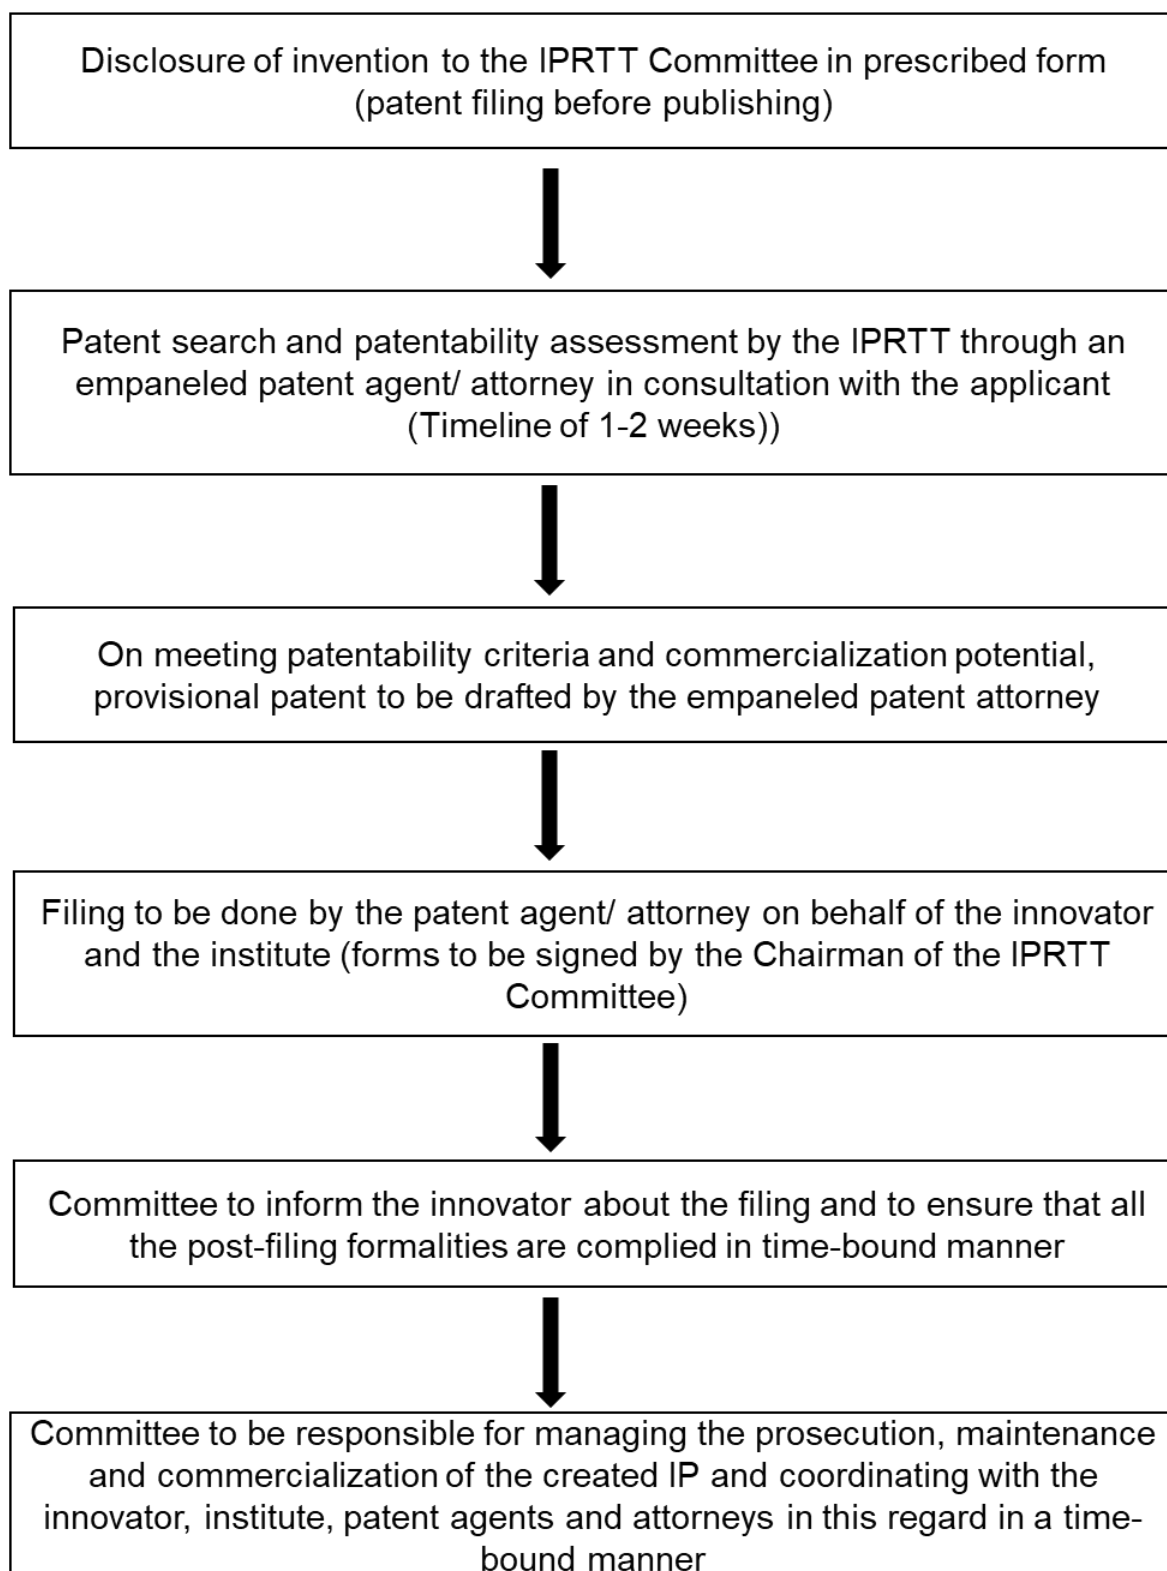 Disclosure of invention to the IPRTT Committee in prescribed form
(patent filing before publishing)
Patent search and patentability assessment by the IPRTT through an
empaneled patent agent/ attorney in consultation with the applicant
(Timeline of 1-2 weeks))
On meeting patentability criteria and commercialization potential,
provisional patent to be drafted by the empaneled patent attorney
Filing to be done by the patent agent/ attorney on behalf of the innovator
and the institute (forms to be signed by the Chairman of the IPRTT
Committee)
Committee to inform the innovator about the filing and to ensure that all
the post-filing formalities are complied in time-bound manner
Committee to be responsible for managing the prosecution, maintenance
and commercialization of the created IP and coordinating with the
innovator, institute, patent agents and attorneys in this regard in a time-
bound manner